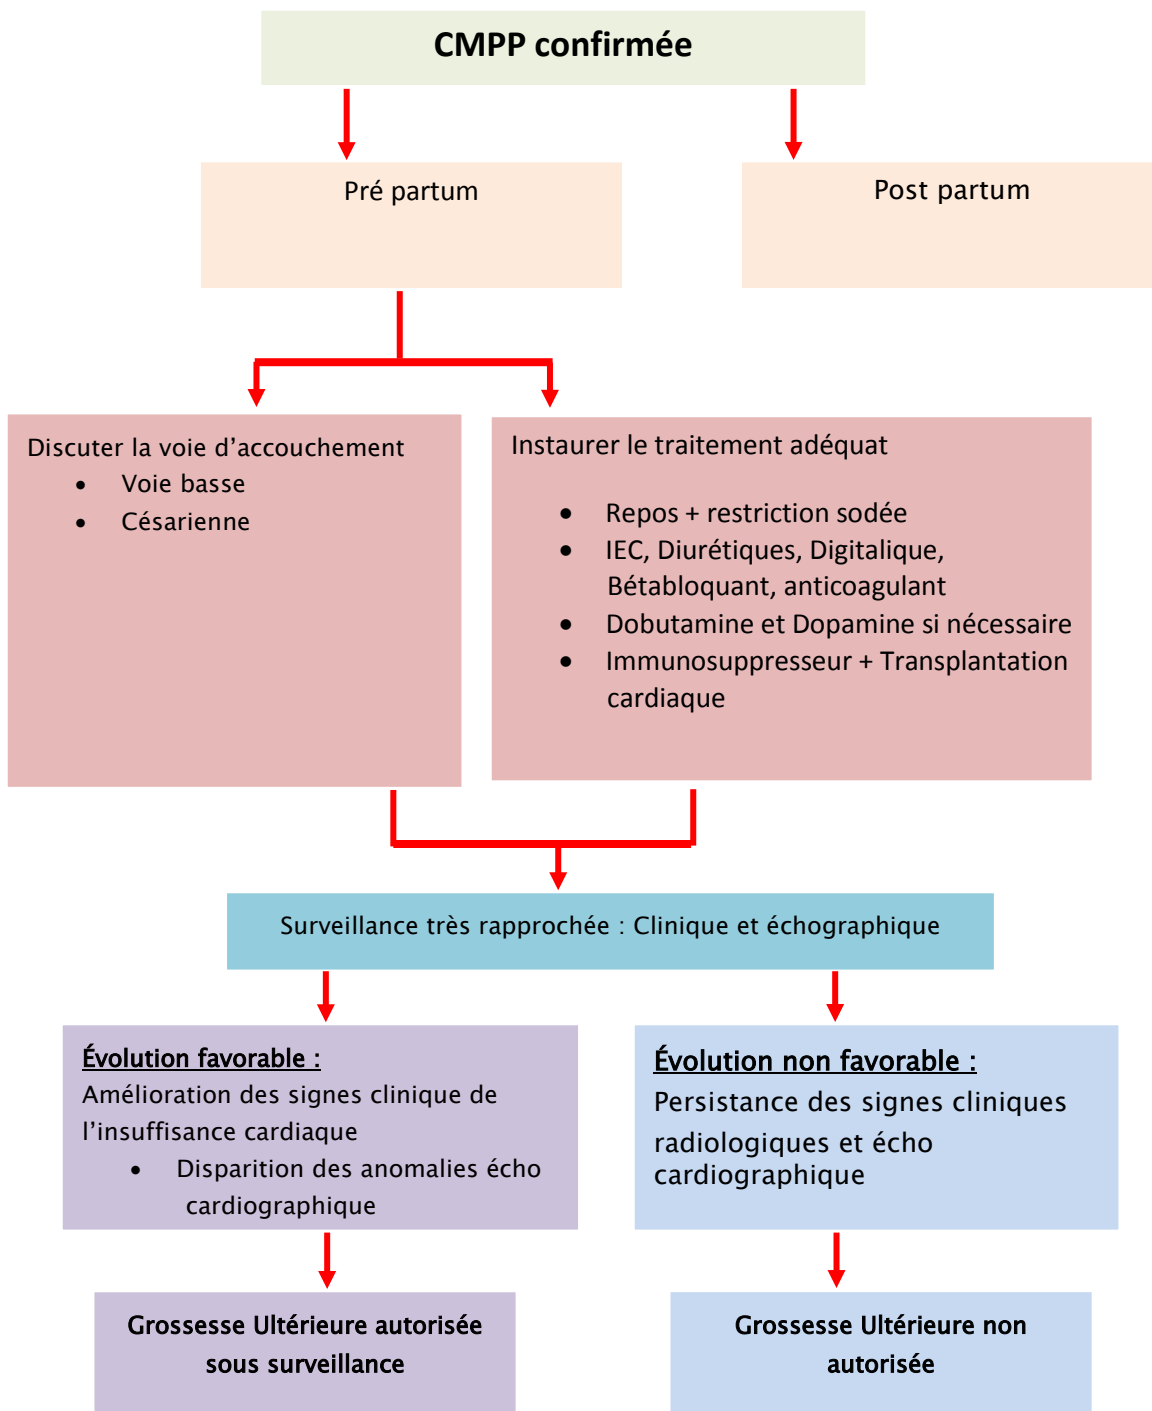 CMPP confirmée
Pré partum
Post partum
Discuter la voie d'accouchement
• Voie basse
• Césarienne
Instaurer le traitement adéquat
• Repos + restriction sodée
• IEC, Diurétiques, Digitalique,
Bétabloquant, anticoagulant
• Dobutamine et Dopamine si nécessaire
• Immunosuppresseur + Transplantation
cardiaque
Surveillance très rapprochée : Clinique et échographique
Évolution favorable :
Amélioration des signes clinique de
l'insuffisance cardiaque
• Disparition des anomalies écho
cardiographique
Évolution non favorable :
Persistance des signes cliniques
radiologiques et écho
cardiographique
Grossesse Ultérieure autorisée
sous surveillance
Grossesse Ultérieure non
autorisée